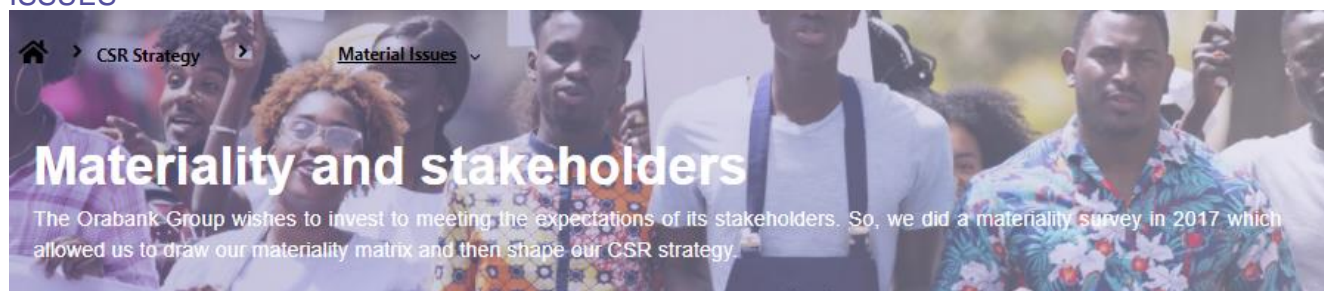 ISSUES
CSR Strategy Material Issues
Materiality and stakeholders
The Orabank Group wishes to invest to meeting the expectations of its stakeholders. So, we did a materiality survey in 2017 which
allowed us to draw our materiality matrix and then shape our CSR strategy.